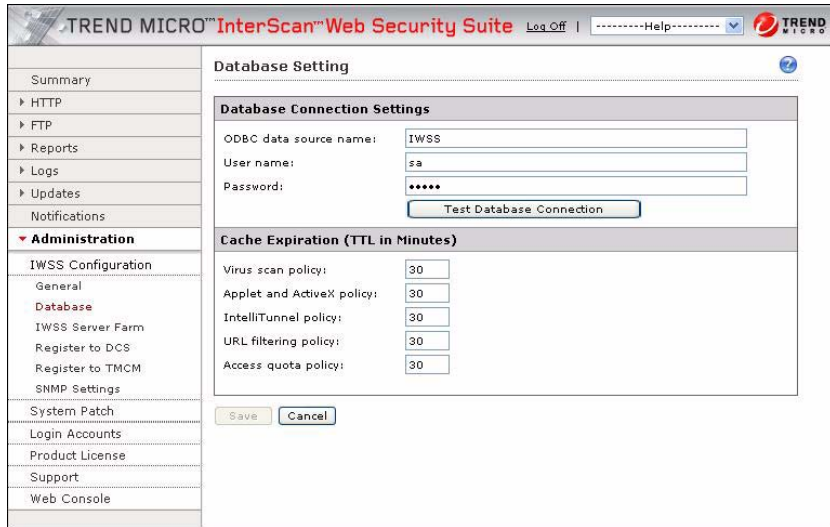 TREND MICRO™ InterScan™ Web Security Suite Log Off | ---------Help--------- TREND MICRO
Summary
HTTP
FTP
Reports
Logs
Updates
Notifications
Administration
IWSS Configuration
General
Database
IWSS Server Farm
Register to DCS
Register to TMCM
SNMP Settings
System Patch
Login Accounts
Product License
Support
Web Console
Database Setting ?
Database Connection Settings
ODBC data source name: IWSS
User name: sa
Password: •••••
Test Database Connection
Cache Expiration (TTL in Minutes)
Virus scan policy: 30
Applet and ActiveX policy: 30
IntelliTunnel policy: 30
URL filtering policy: 30
Access quota policy: 30
Save Cancel